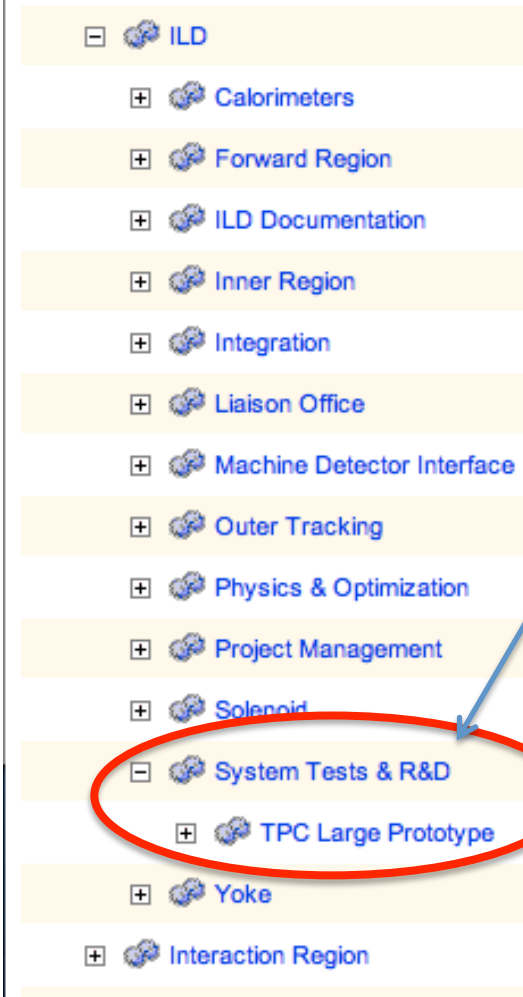 ILD
Calorimeters
Forward Region
ILD Documentation
Inner Region
Integration
Liaison Office
Machine Detector Interface
Outer Tracking
Physics & Optimization
Project Management
Solenoid
System Tests & R&D
TPC Large Prototype
Yoke
Interaction Region